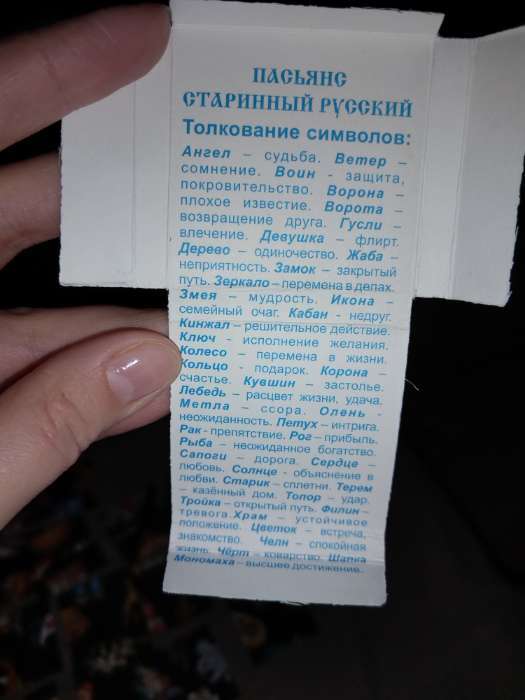 ПАСЬЯНС
СТАРИННЫЙ РУССКИЙ
Толкование символов:
Ангел – судьба. Ветер –
сомнение. Воин - защита,
покровительство. Ворона –
плохое известие. Ворота –
возвращение друга. Гусли –
влечение. Девушка – флирт.
Дерево – одиночество. Жаба –
неприятность. Замок – закрытый
путь. Зеркало – перемена в делах.
Змея – мудрость. Икона –
семейный очаг. Кабан - недруг.
Кинжал – решительное действие.
Ключ - исполнение желания.
Колесо – перемена в жизни.
Кольцо - подарок. Корона –
счастье. Кувшин – застолье.
Лебедь – расцвет жизни, удача.
Метла – ссора. Олень -
неожиданность. Петух – интрига.
Рак - препятствие. Рог – прибыль.
Рыба – неожиданное богатство.
Сапоги – дорога. Сердце –
любовь. Солнце - объяснение в
любви. Старик – сплетни. Терем
– казённый дом. Топор – удар.
Тройка – открытый путь. Филин –
тревога. Храм – устойчивое
положение. Цветок – встреча,
знакомство. Челн – спокойная
жизнь. Чёрт – коварство. Шапка
Мономаха – высшее достижение.